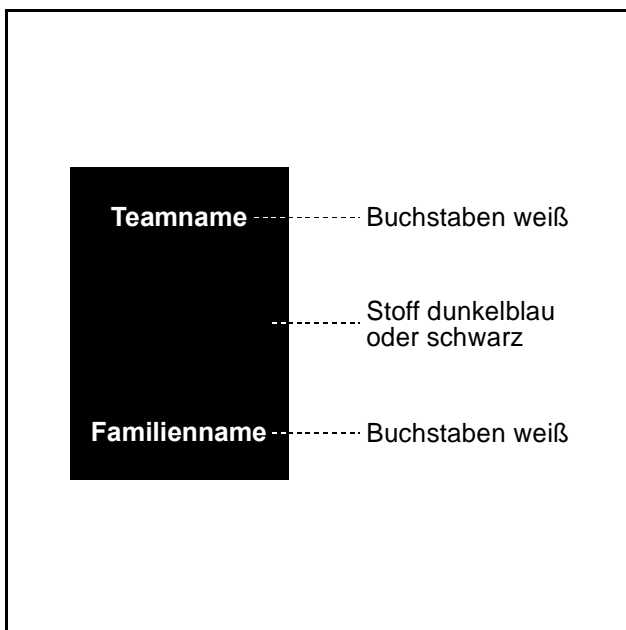 Teamname
Buchstaben weiß
Stoff dunkelblau
oder schwarz
Familienname
Buchstaben weiß